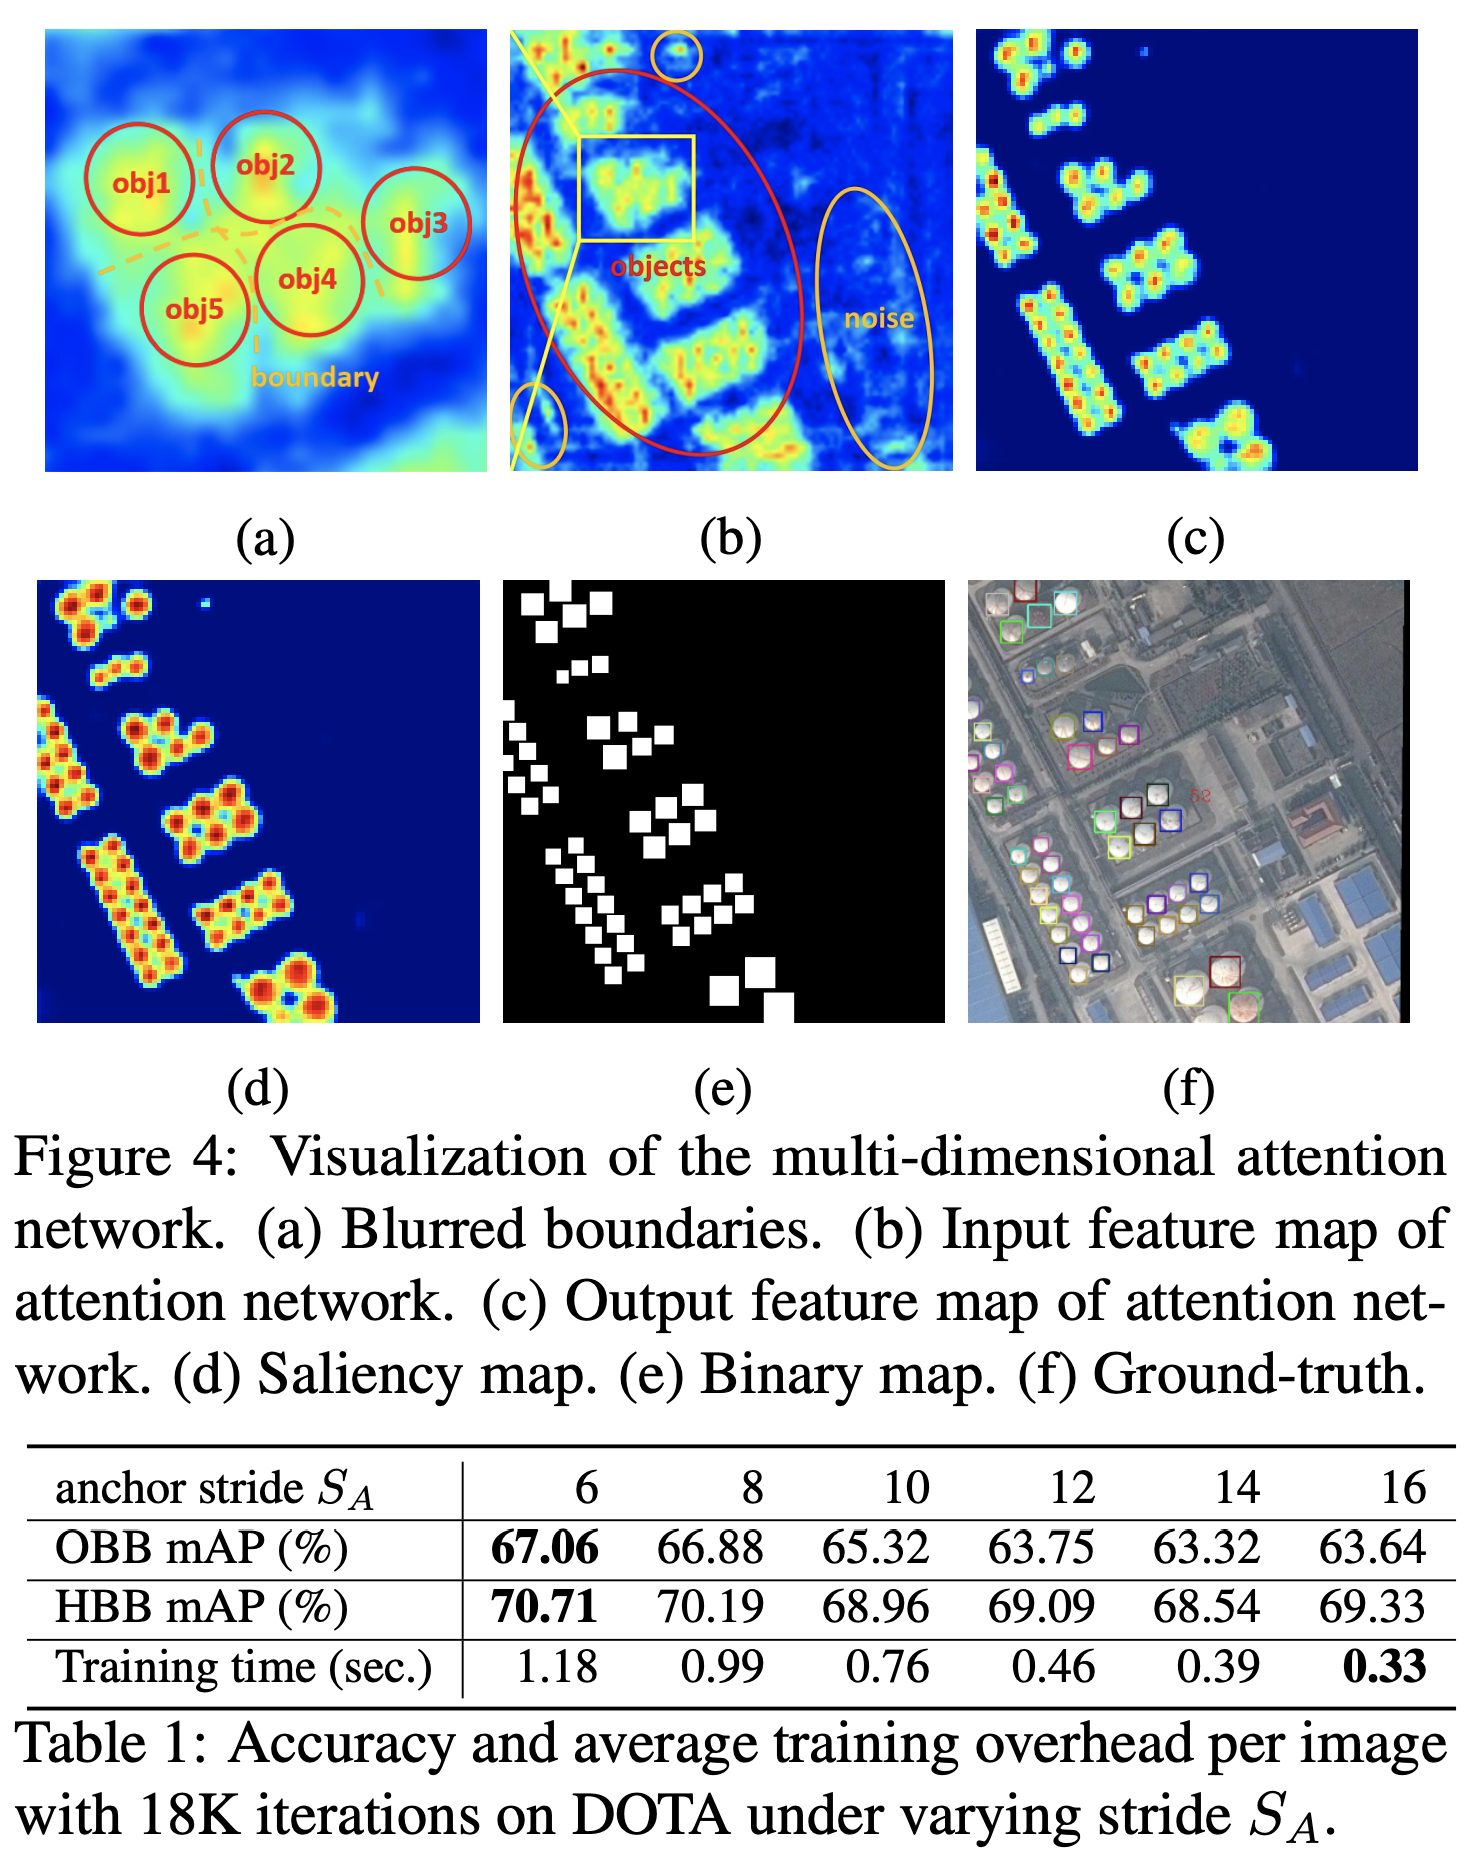 obj1
obj2
obj3
obj4
obj5
boundary
objects
noise
(a)
(b)
(c)
52
(d)
(e)
(f)
Figure 4: Visualization of the multi-dimensional attention
network. (a) Blurred boundaries. (b) Input feature map of
attention network. (c) Output feature map of attention net-
work. (d) Saliency map. (e) Binary map. (f) Ground-truth.
anchor stride S_A 6 8 10 12 14 16
OBB mAP (%) 67.06 66.88 65.32 63.75 63.32 63.64
HBB mAP (%) 70.71 70.19 68.96 69.09 68.54 69.33
Training time (sec.) 1.18 0.99 0.76 0.46 0.39 0.33
Table 1: Accuracy and average training overhead per image
with 18K iterations on DOTA under varying stride S_A.